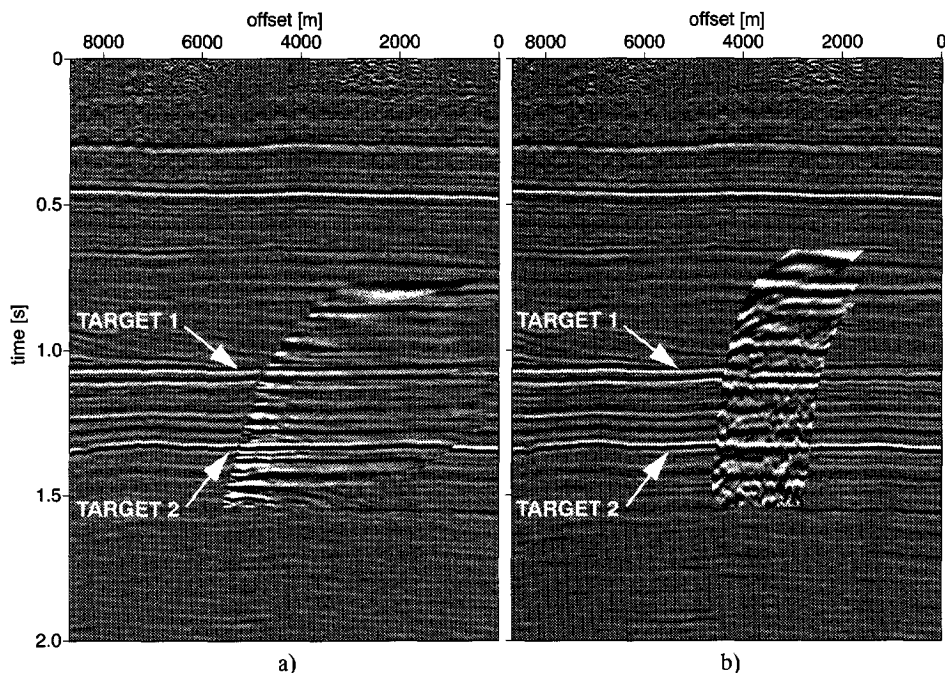 offset [m] offset [m]
8000 6000 4000 2000 0 8000 6000 4000 2000 0
0
0.5
TARGET 1 TARGET 1
time [s]
1.0
TARGET 2 TARGET 2
1.5
2.0
a) b)